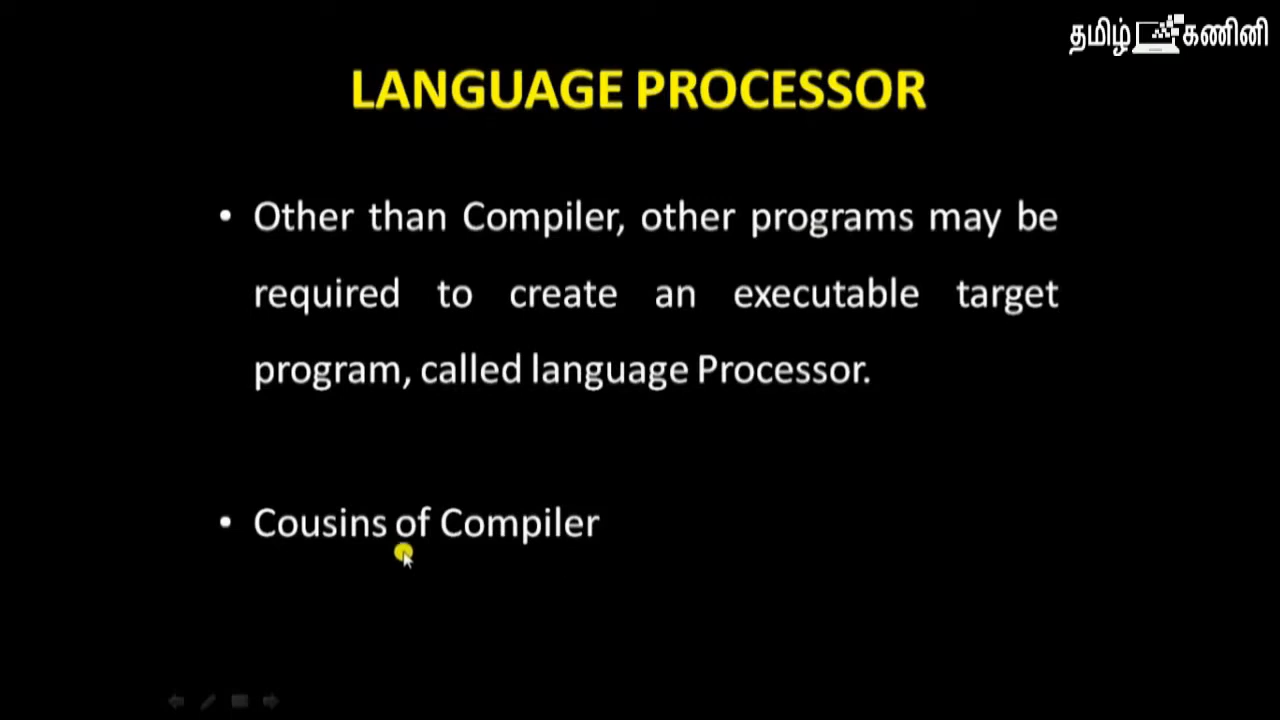 தமிழ் கணினி
LANGUAGE PROCESSOR
• Other than Compiler, other programs may be
required to create an executable target
program, called language Processor.
• Cousins of Compiler